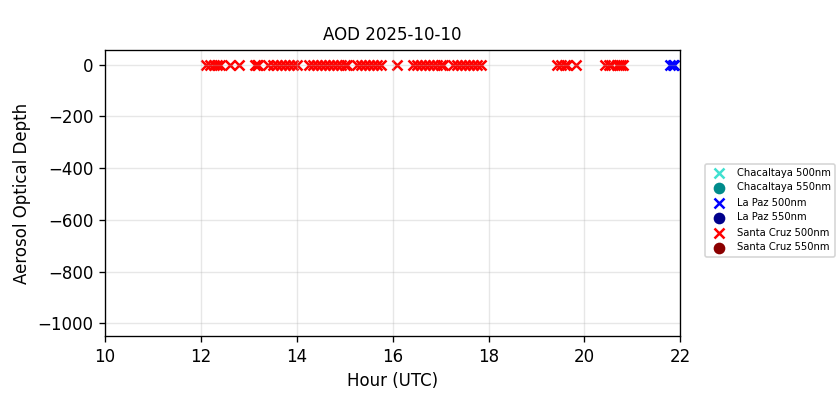 AOD 2025-10-10
Aerosol Optical Depth
0
−200
−400
−600
−800
−1000
10 12 14 16 18 20 22
Hour (UTC)
Chacaltaya 500nm
Chacaltaya 550nm
La Paz 500nm
La Paz 550nm
Santa Cruz 500nm
Santa Cruz 550nm